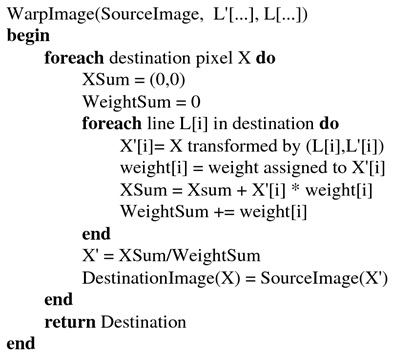 WarpImage(SourceImage, L'[...], L[...])
begin
foreach destination pixel X do
XSum = (0,0)
WeightSum = 0
foreach line L[i] in destination do
X'[i]= X transformed by (L[i],L'[i])
weight[i] = weight assigned to X'[i]
XSum = Xsum + X'[i] * weight[i]
WeightSum += weight[i]
end
X' = XSum/WeightSum
DestinationImage(X) = SourceImage(X')
end
return Destination
end